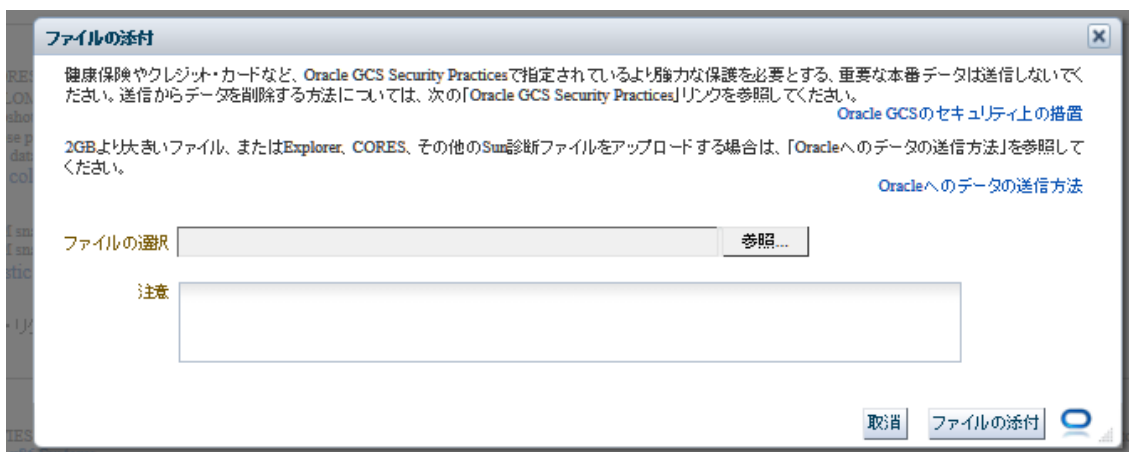 ファイルの添付
健康保険やクレジット・カードなど、Oracle GCS Security Practicesで指定されているより強力な保護を必要とする、重要な本番データは送信しないでく
ださい。送信からデータを削除する方法については、次の「Oracle GCS Security Practices」リンクを参照してください。
Oracle GCSのセキュリティ上の措置
2GBより大きいファイル、またはExplorer、CORES、その他のSun診断ファイルをアップロードする場合は、「Oracleへのデータの送信方法」を参照して
ください。
Oracleへのデータの送信方法
ファイルの選択 参照...
注意
取消 ファイルの添付